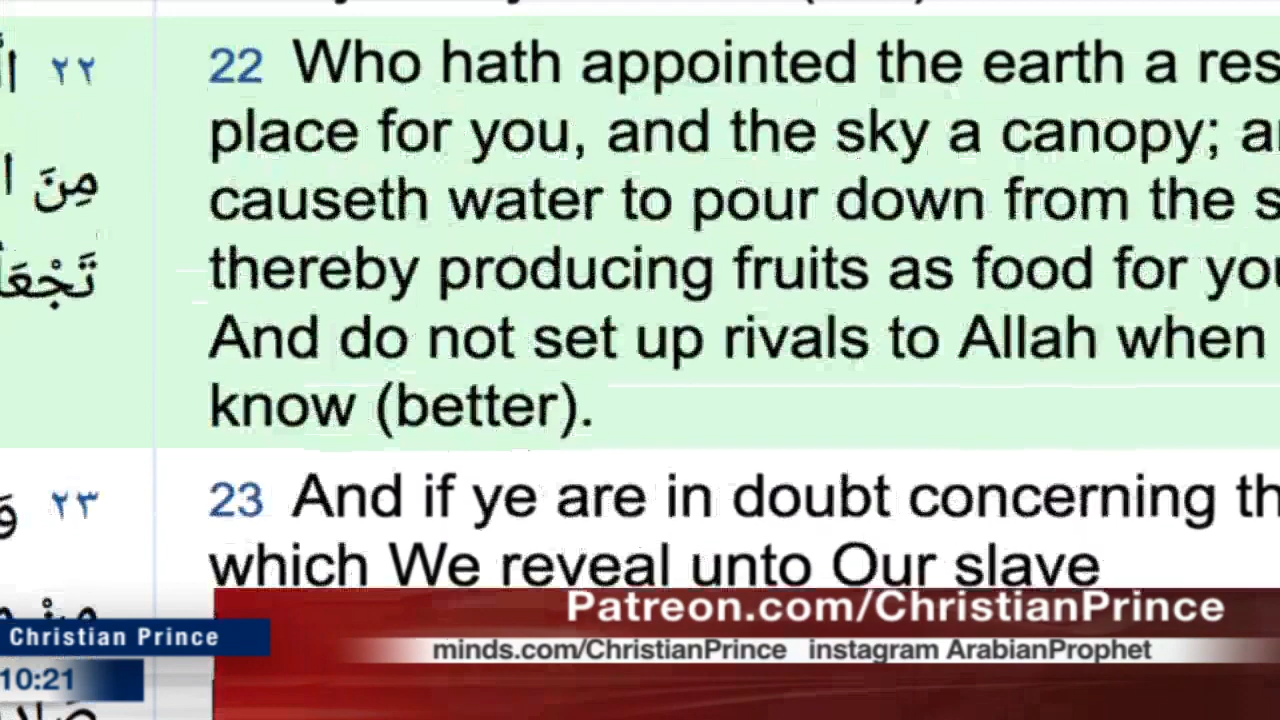 22 Who hath appointed the earth a
place for you, and the sky a canopy;
causeth water to pour down from the
thereby producing fruits as food for
And do not set up rivals to Allah when
know (better).
23 And if ye are in doubt concerning
which We reveal unto Our slave
٢٢
مِنَ
٢٣
Patreon.com/ChristianPrince
Christian Prince
minds.com/ChristianPrince instagram ArabianProphet
10:21